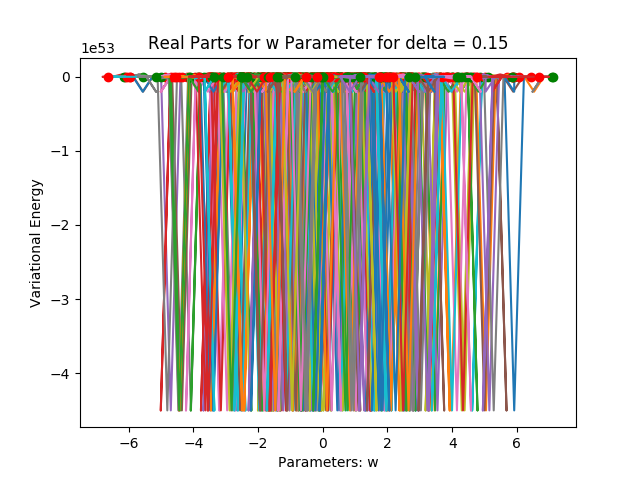 Real Parts for w Parameter for delta = 0.15
1e53
0
−1
−2
−3
−4
Variational Energy
−6 −4 −2 0 2 4 6
Parameters: w